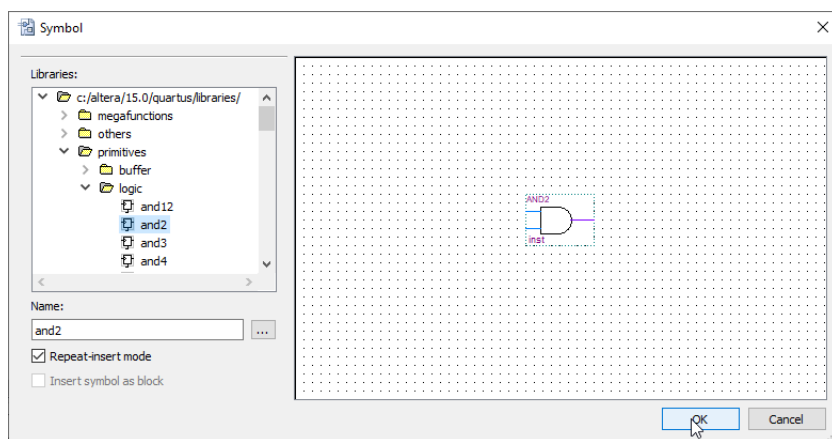 Symbol
Libraries:
c:/altera/15.0/quartus/libraries/
megafunctions
others
primitives
buffer
logic
and12
and2
and3
and4
Name:
and2
...
Repeat-insert mode
Insert symbol as block
AND2
inst
OK
Cancel